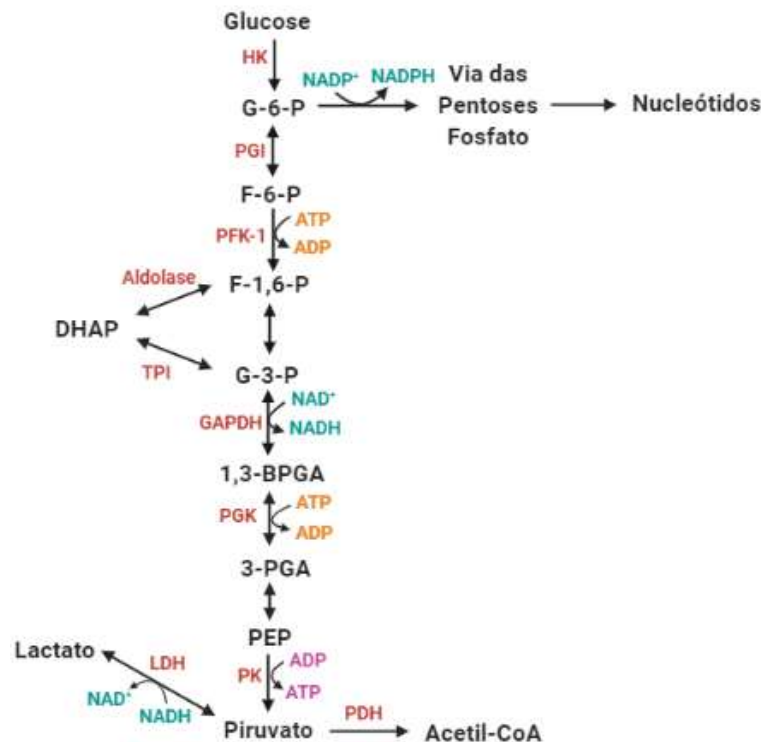 Glucose
HK
NADP⁺ NADPH
Via das
Pentoses
Fosfato
Nucleótidos
G-6-P
PGI
F-6-P
PFK-1
ATP
ADP
Aldolase
F-1,6-P
DHAP
TPI
G-3-P
GAPDH
NAD⁺
NADH
1,3-BPGA
PGK
ATP
ADP
3-PGA
PEP
Lactato
LDH
NAD⁺
NADH
PK
ADP
ATP
Piruvato
PDH
Acetil-CoA